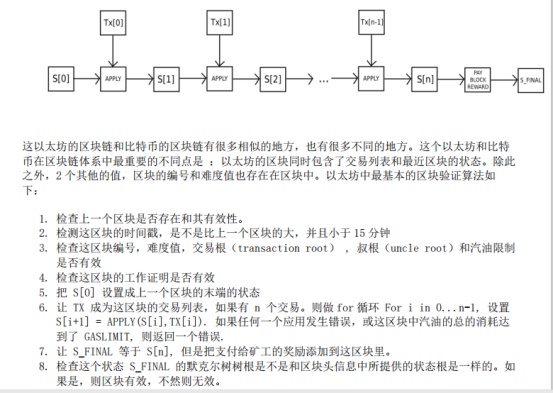 Tx[0] Tx[1] Tx[n-1]
S[0] APPLY S[1] APPLY S[2] ... APPLY S[n] PAY BLOCK REWARD S_FINAL
这以太坊的区块链和比特币的区块链有很多相似的地方，也有很多不同的地方。这个以太坊和比特
币在区块链体系中最重要的不同点是 ：以太坊的区块同时包含了交易列表和最近区块的状态。除此
之外，2 个其他的值，区块的编号和难度值也存在在区块中。以太坊中最基本的区块验证算法如
下：
1. 检查上一个区块是否存在和其有效性。
2. 检测这区块的时间戳，是不是比上一个区块的大，并且小于 15 分钟
3. 检查这区块编号，难度值，交易根（transaction root） , 叔根（uncle root）和汽油限制
是否有效
4. 检查这区块的工作证明是否有效
5. 把 S[0] 设置成上一个区块的末端的状态
6. 让 TX 成为这区块的交易列表，如果有 n 个交易。则做 for 循环 For i in 0...n-1, 设置
S[i+1] = APPLY(S[i],TX[i]). 如果任何一个应用发生错误，或这区块中汽油的总的消耗达
到了 GASLIMIT, 则返回一个错误.
7. 让 S_FINAL 等于 S[n], 但是把支付给矿工的奖励添加到这区块里。
8. 检查这个状态 S_FINAL 的默克尔树树根是不是和区块头信息中所提供的状态根是一样的。如
果是，则区块有效，不然则无效。